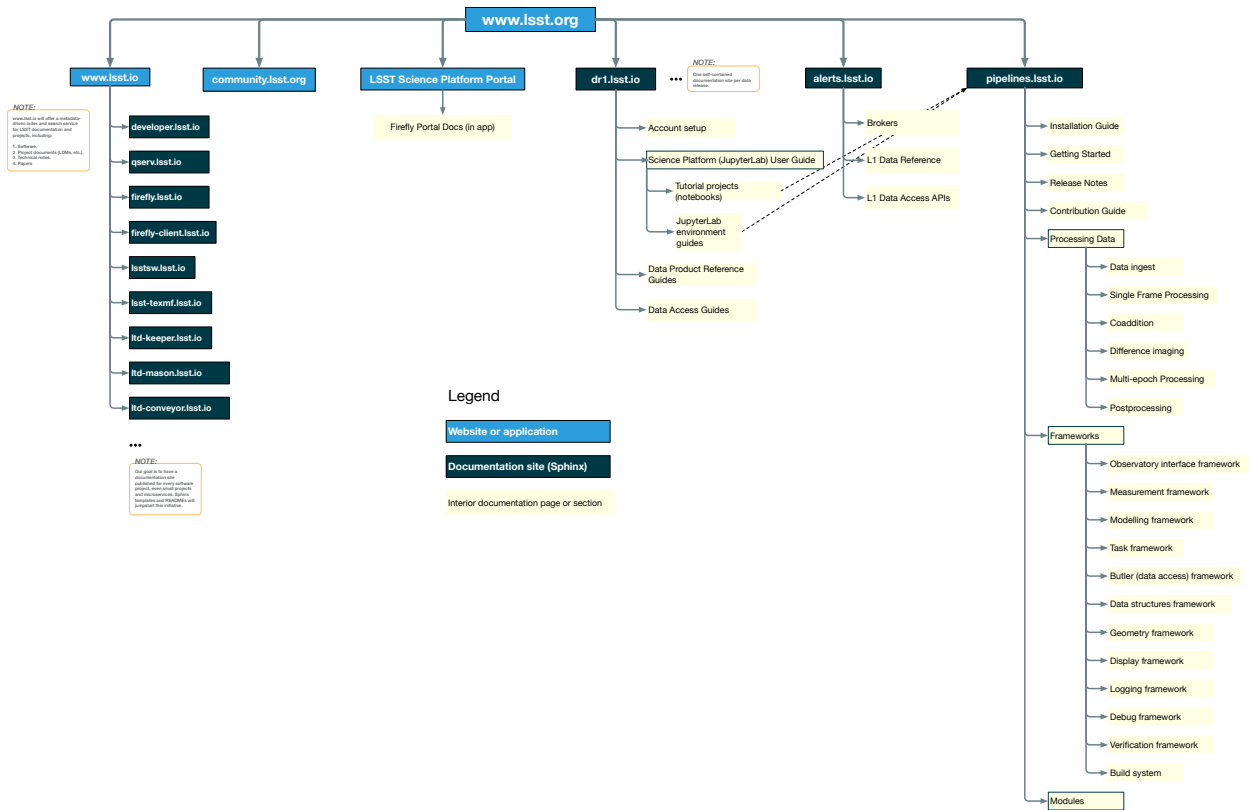 www.lsst.org
www.lsst.io
community.lsst.org
LSST Science Platform Portal
dr1.lsst.io
...
NOTE:
One self-contained
documentation site per data
release.
alerts.lsst.io
pipelines.lsst.io
NOTE:
www.lsst.io will offer a metadata-
driven index and search service
for LSST documentation and
projects, including:
1. Software.
2. Project documents (LDMs, etc.).
3. Technical notes.
4. Papers
developer.lsst.io
qserv.lsst.io
firefly.lsst.io
firefly-client.lsst.io
lsstsw.lsst.io
lsst-texmf.lsst.io
ltd-keeper.lsst.io
ltd-mason.lsst.io
ltd-conveyor.lsst.io
...
NOTE:
Our goal is to have a
documentation site
published for every software
project, even small projects
and microservices. Sphinx
templates and READMEs will
jumpstart this initiative.
Firefly Portal Docs (in app)
Account setup
Science Platform (JupyterLab) User Guide
Tutorial projects
(notebooks)
JupyterLab
environment
guides
Data Product Reference
Guides
Data Access Guides
Brokers
L1 Data Reference
L1 Data Access APIs
Installation Guide
Getting Started
Release Notes
Contribution Guide
Processing Data
Data ingest
Single Frame Processing
Coaddition
Difference imaging
Multi-epoch Processing
Postprocessing
Frameworks
Observatory interface framework
Measurement framework
Modelling framework
Task framework
Butler (data access) framework
Data structures framework
Geometry framework
Display framework
Logging framework
Debug framework
Verification framework
Build system
Modules
Legend
Website or application
Documentation site (Sphinx)
Interior documentation page or section